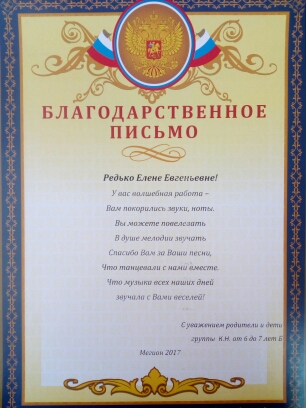 БЛАГОДАРСТВЕННОЕ
ПИСЬМО
Редько Елене Евгеньевне!
У вас волшебная работа –
Вам покорились звуки, ноты.
Вы можете повелевать
В душе мелодии звучать
Спасибо Вам за Ваши песни,
Что танцевали с нами вместе.
Что музыка всех наших дней
звучала с Вами веселей!
С уважением родители и дети
группы К.Н. от 6 до 7 лет Б
Мегион 2017